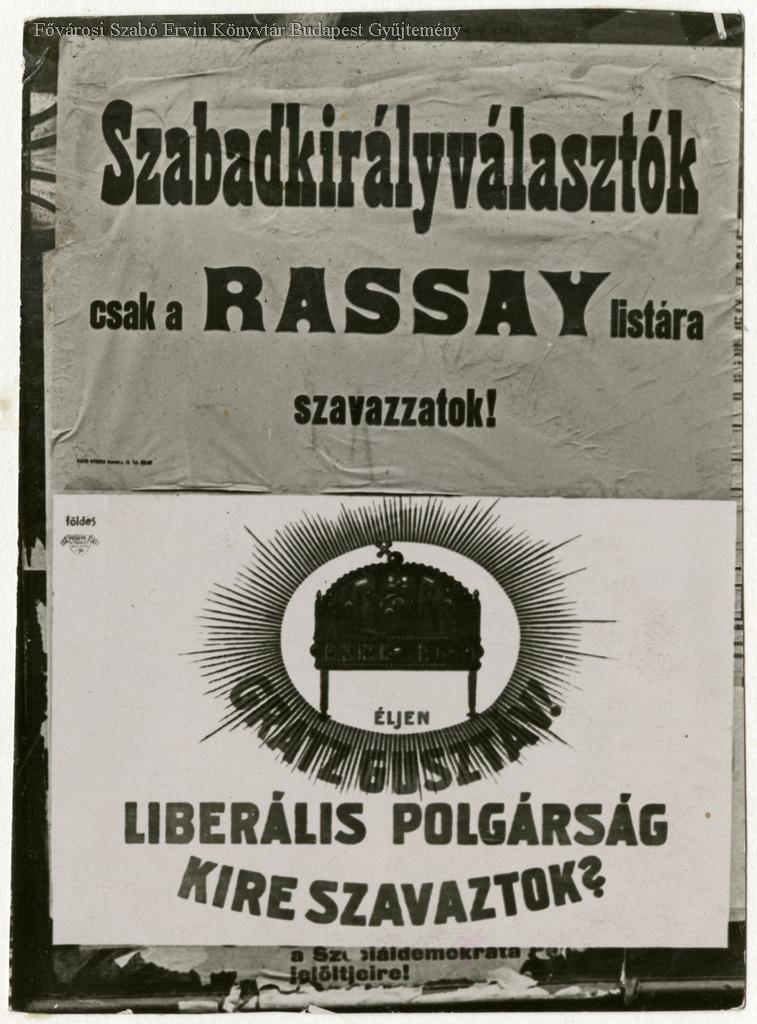 Fővárosi Szabó Ervin Könyvtár Budapest Gyűjtemény
Szabadkirályválasztók
csak a RASSAY listára
szavazzatok!
földes
ÉLJEN
GRATZ GUSZTÁV!
LIBERÁLIS POLGÁRSÁG
KIRE SZAVAZTOK?
a Szociáldemokrata
jelöltjeire!